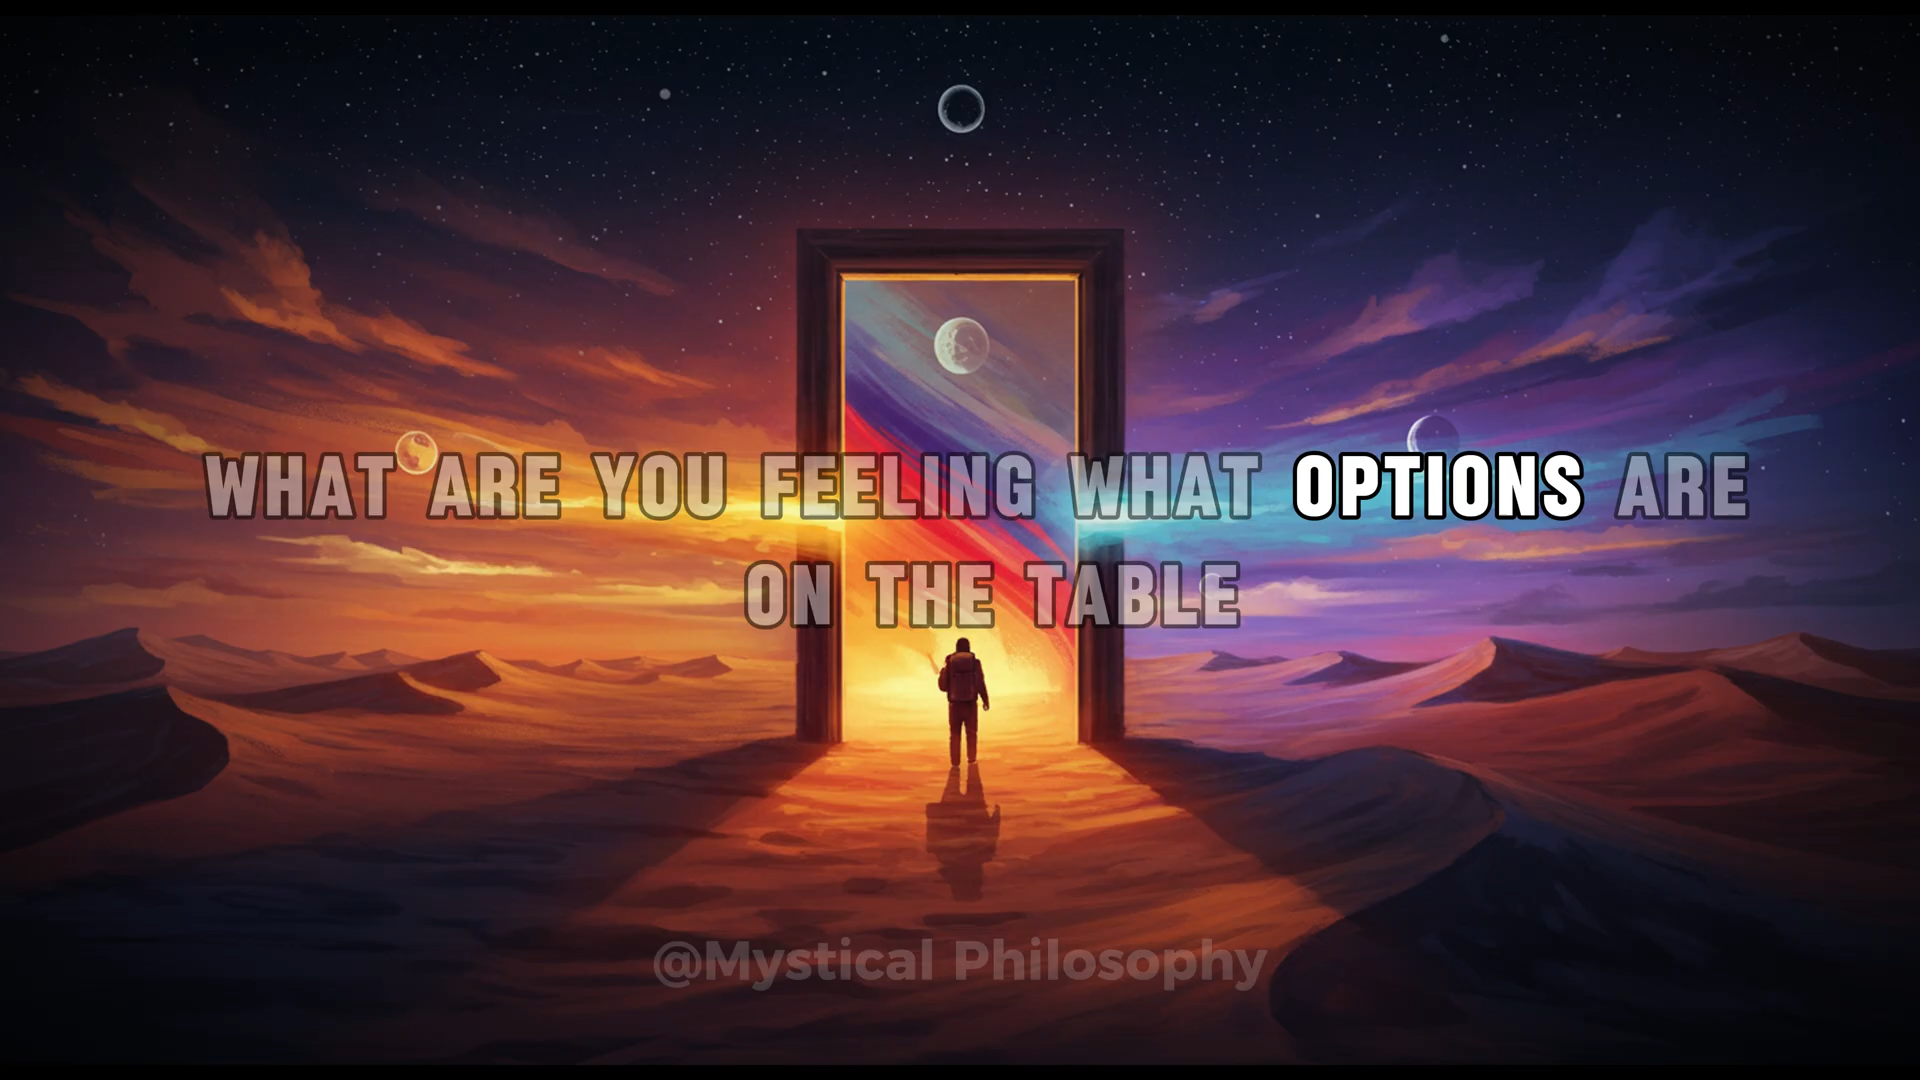 WHAT ARE YOU FEELING WHAT OPTIONS ARE
ON THE TABLE
@Mystical Philosophy